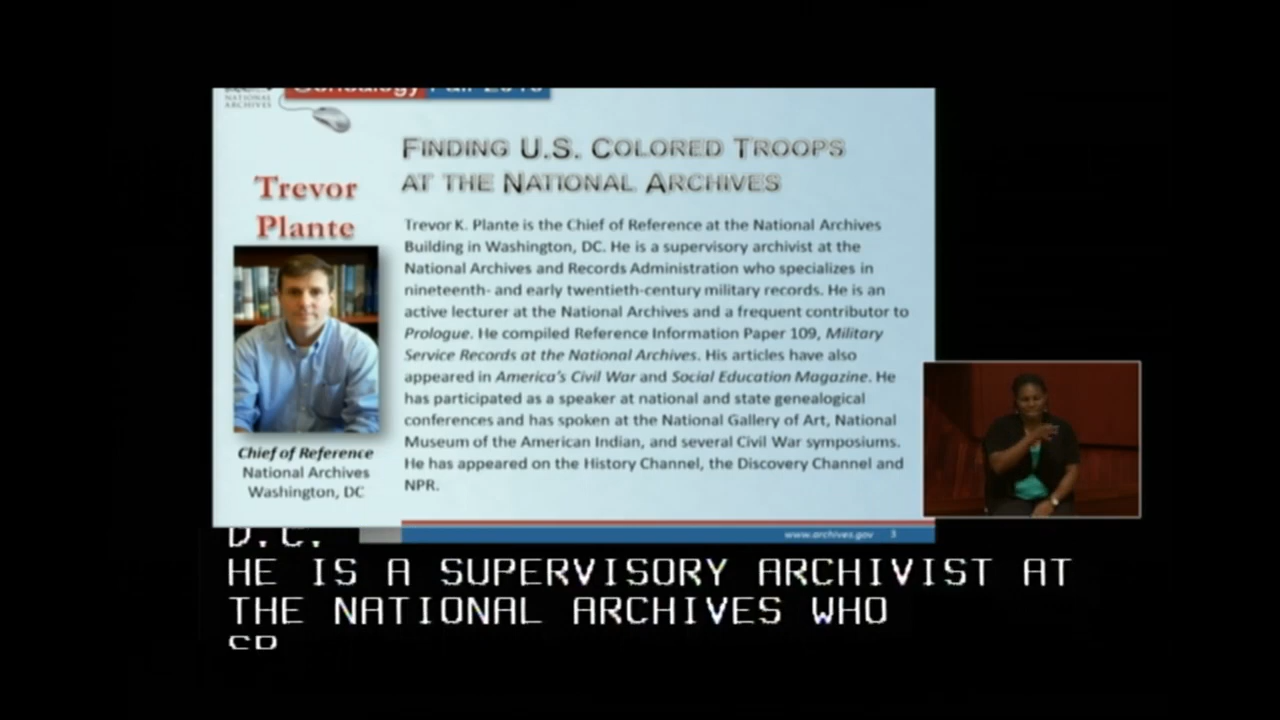 NATIONAL
ARCHIVES
Genealogy Fair 2013
FINDING U.S. COLORED TROOPS
AT THE NATIONAL ARCHIVES
Trevor
Plante
Trevor K. Plante is the Chief of Reference at the National Archives
Building in Washington, DC. He is a supervisory archivist at the
National Archives and Records Administration who specializes in
nineteenth- and early twentieth-century military records. He is an
active lecturer at the National Archives and a frequent contributor to
Prologue. He compiled Reference Information Paper 109, Military
Service Records at the National Archives. His articles have also
appeared in America's Civil War and Social Education Magazine. He
has participated as a speaker at national and state genealogical
conferences and has spoken at the National Gallery of Art, National
Museum of the American Indian, and several Civil War symposiums.
He has appeared on the History Channel, the Discovery Channel and
NPR.
Chief of Reference
National Archives
Washington, DC
www.archives.gov 3
D.C.
HE IS A SUPERVISORY ARCHIVIST AT
THE NATIONAL ARCHIVES WHO
SP